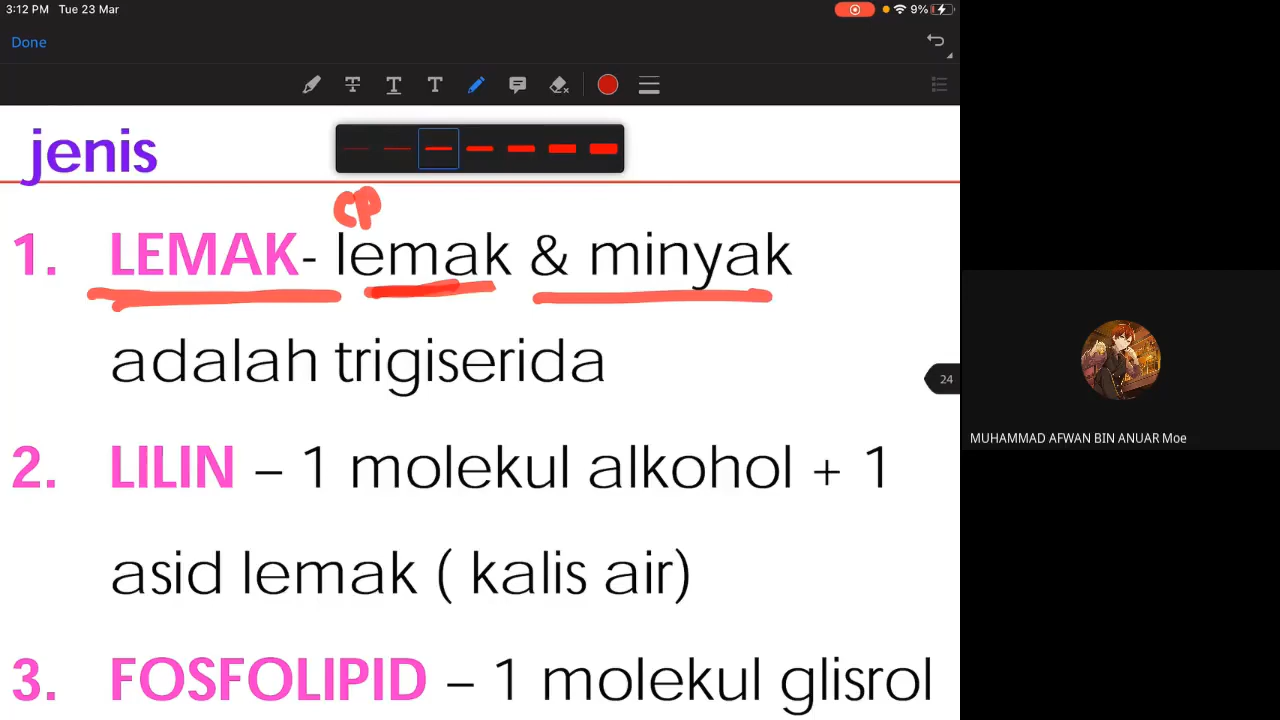 3:12 PM Tue 23 Mar
9%
Done
jenis
CP
1. LEMAK- lemak & minyak
adalah trigiserida
24
2. LILIN – 1 molekul alkohol + 1
asid lemak ( kalis air)
3. FOSFOLIPID – 1 molekul glisrol
MUHAMMAD AFWAN BIN ANUAR Moe